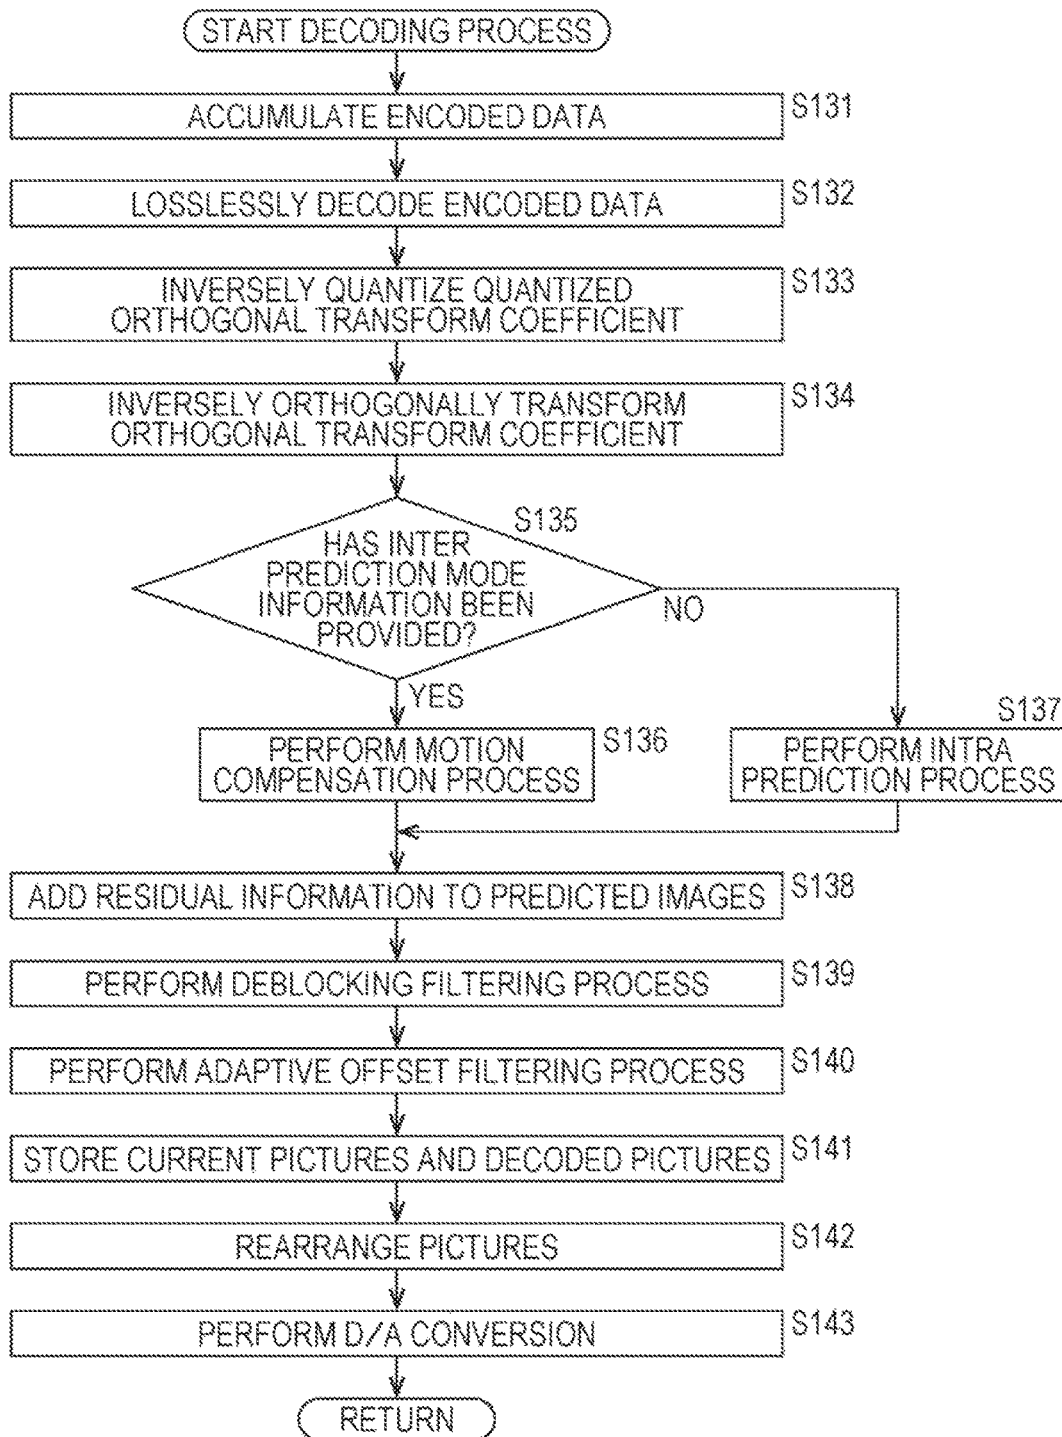 START DECODING PROCESS
ACCUMULATE ENCODED DATA
S131
LOSSLESSLY DECODE ENCODED DATA
S132
INVERSELY QUANTIZE QUANTIZED
ORTHOGONAL TRANSFORM COEFFICIENT
S133
INVERSELY ORTHOGONALLY TRANSFORM
ORTHOGONAL TRANSFORM COEFFICIENT
S134
S135
HAS INTER
PREDICTION MODE
INFORMATION BEEN
PROVIDED?
NO
YES
PERFORM MOTION
COMPENSATION PROCESS
S136
S137
PERFORM INTRA
PREDICTION PROCESS
ADD RESIDUAL INFORMATION TO PREDICTED IMAGES
S138
PERFORM DEBLOCKING FILTERING PROCESS
S139
PERFORM ADAPTIVE OFFSET FILTERING PROCESS
S140
STORE CURRENT PICTURES AND DECODED PICTURES
S141
REARRANGE PICTURES
S142
PERFORM D/A CONVERSION
S143
RETURN